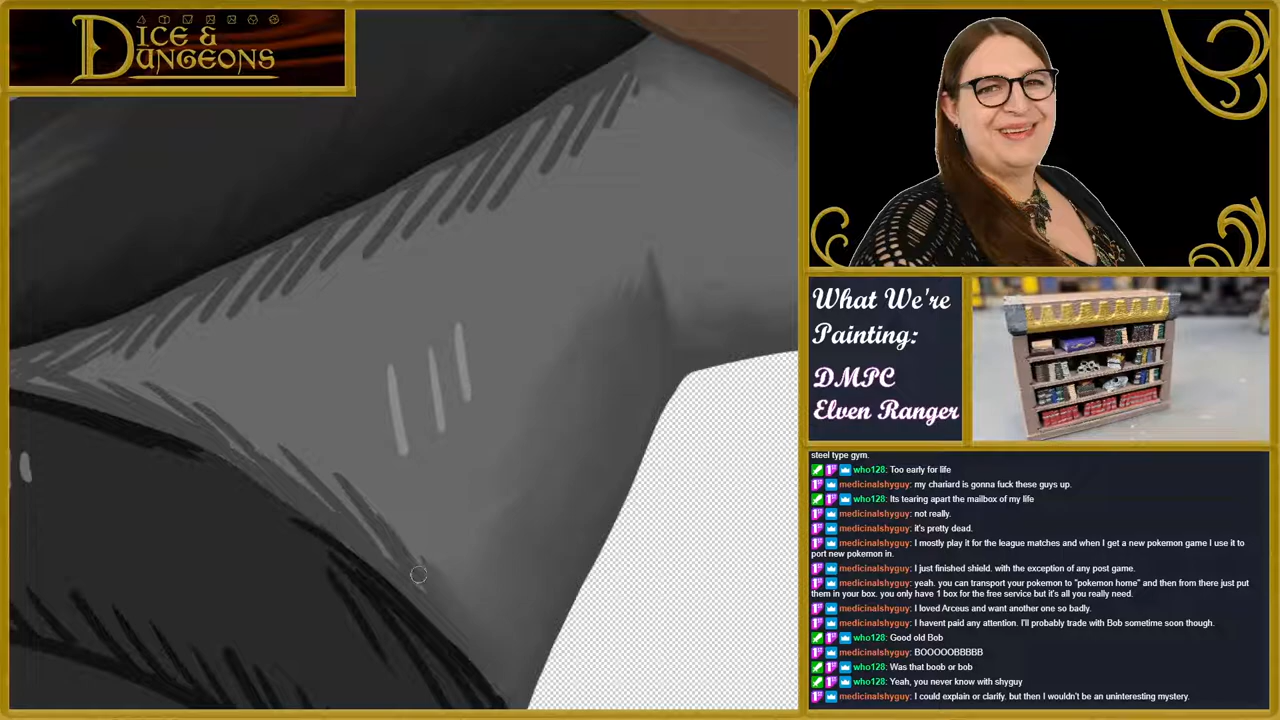 DICE &
DUNGEONS
What We're
Painting:
DMPC
Elven Ranger
steel type gym.
who128: Too early for life
medicinalshyguy: my chariard is gonna fuck these guys up.
who128: Its tearing apart the mailbox of my life
medicinalshyguy: not really.
medicinalshyguy: it's pretty dead.
medicinalshyguy: I mostly play it for the league matches and when I get a new pokemon game I use it to
port new pokemon in.
medicinalshyguy: I just finished shield. with the exception of any post game.
medicinalshyguy: yeah. you can transport your pokemon to "pokemon home" and then from there just put
them in your box. you only have 1 box for the free service but it's all you really need.
medicinalshyguy: I loved Arceus and want another one so badly.
medicinalshyguy: I havent paid any attention. I'll probably trade with Bob sometime soon though.
who128: Good old Bob
medicinalshyguy: BOOOOOBBBBB
who128: Was that boob or bob
who128: Yeah, you never know with shyguy
medicinalshyguy: I could explain or clarify. but then I wouldn't be an uninteresting mystery.